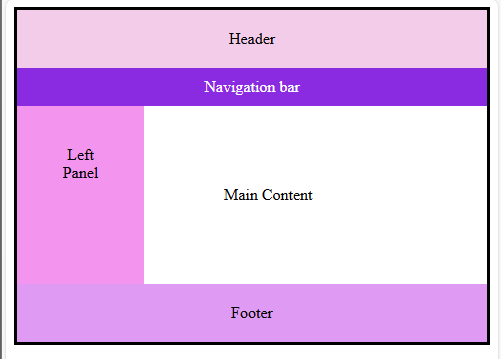 Header
Navigation bar
Left
Panel
Main Content
Footer